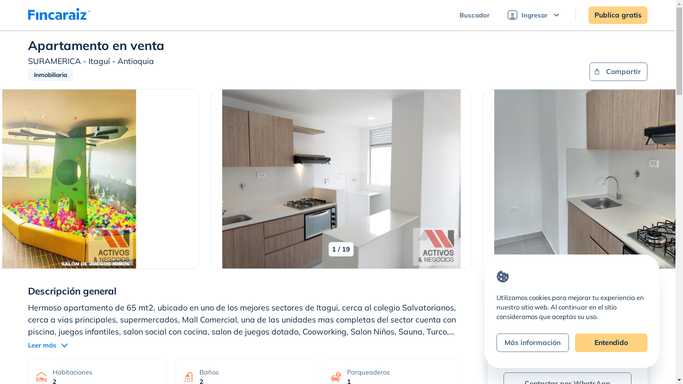 Fincaraiz
Buscador
Ingresar
Publica gratis
Apartamento en venta
SURAMERICA - Itagüí - Antioquia
Inmobiliaria
Compartir
ACTIVOS
& NEGOCIOS
1 / 19
ACTIVOS
& NEGOCIOS
Descripción general
Hermoso apartamento de 65 mt2, ubicado en uno de los mejores sectores de Itagui, cerca al colegio Salvatorianos,
cerca a vias principales, supermercados, Mall Comercial, una de las unidades mas completas del sector cuenta con
piscina, juegos infantiles, salon social con cocina, salon de juegos dotado, Cooworking, Salon Niños, Sauna, Turco,...
Leer más
Habitaciones
2
Baños
2
Parqueaderos
1
Utilizamos cookies para mejorar tu experiencia en
nuestro sitio web. Al continuar en el sitio
consideramos que aceptas su uso.
Más información
Entendido
Contactar por WhatsApp